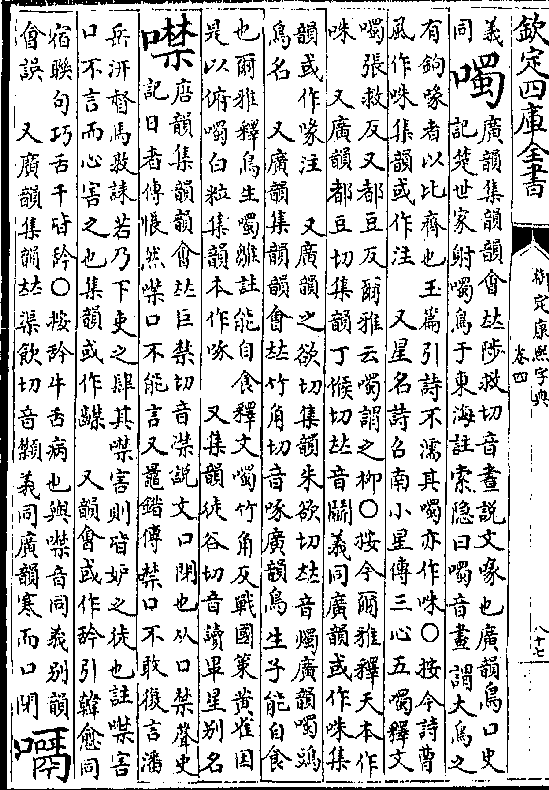 欽定四庫全書
御定康熙字典
卷四
八十七
義
同
噣
廣韻集韻韻會𠀤陟救切音晝說文喙也廣韻鳥口史
記楚世家射噣鳥于東海註索隱曰噣音晝謂大鳥之
有鉤喙者以比齊也玉篇引詩不濡其噣亦作咮○按今詩曹
風作咮集韻或作注 又星名詩召南小星傳三心五噣釋文
噣張救反又都豆反爾雅云噣謂之柳○按今爾雅釋天本作
咮 又廣韻都豆切集韻丁候切𠀤音鬭義同廣韻或作咮集
韻或作喙注 又廣韻之欲切集韻朱欲切𠀤音燭廣韻噣鴟
鳥名 又廣韻集韻韻會𠀤竹角切音啄廣韻鳥生子能自食
也爾雅釋鳥生噣雛註能自食釋文噣竹角反戰國策黃雀因
是以俯噣白粒集韻本作啄 又集韻徒谷切音讀畢星別名
噤
唐韻集韻韻會𠀤巨禁切音𣓏說文口閉也从口禁聲史
記日者傳悵然噤口不能言又鼂錯傳禁口不敢復言潘
岳汧督馬敦誄若乃下吏之肆其噤害則皆妒之徒也註噤害
口不言而心害之也集韻或作齽 又韻會或作訡引韓愈同
宿聯句巧舌千皆訡○按訡牛舌病也與噤音同義別韻
會誤 又廣韻集韻𠀤渠飲切音𩕂義同廣韻寒而口閉
噣